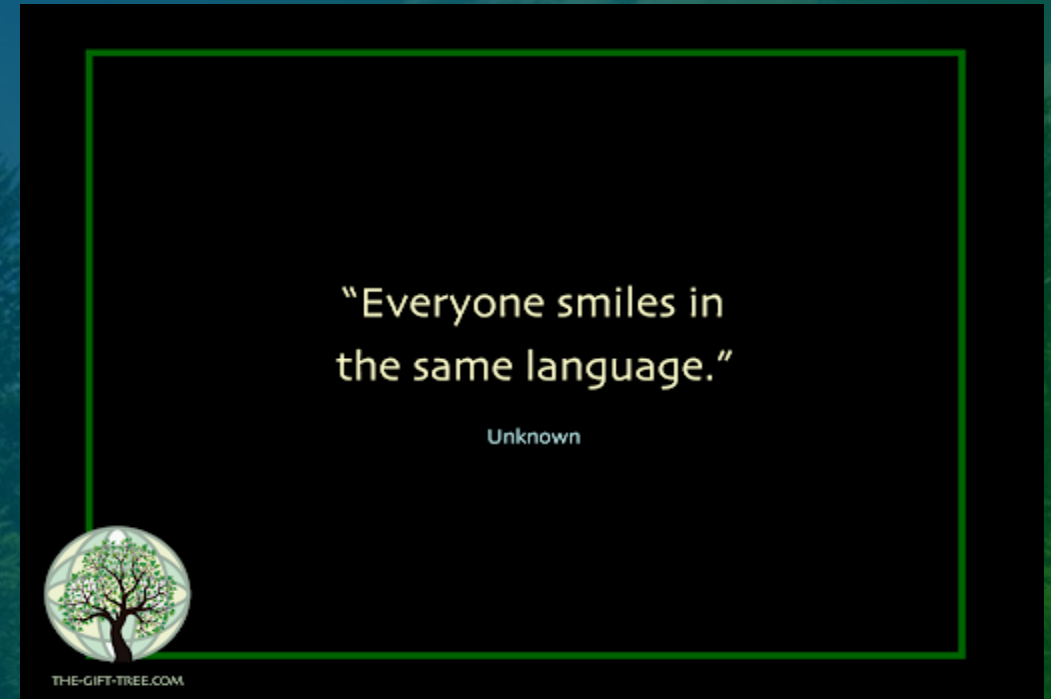 “Everyone smiles in
the same language.”
Unknown
THE-GIFT-TREE.COM